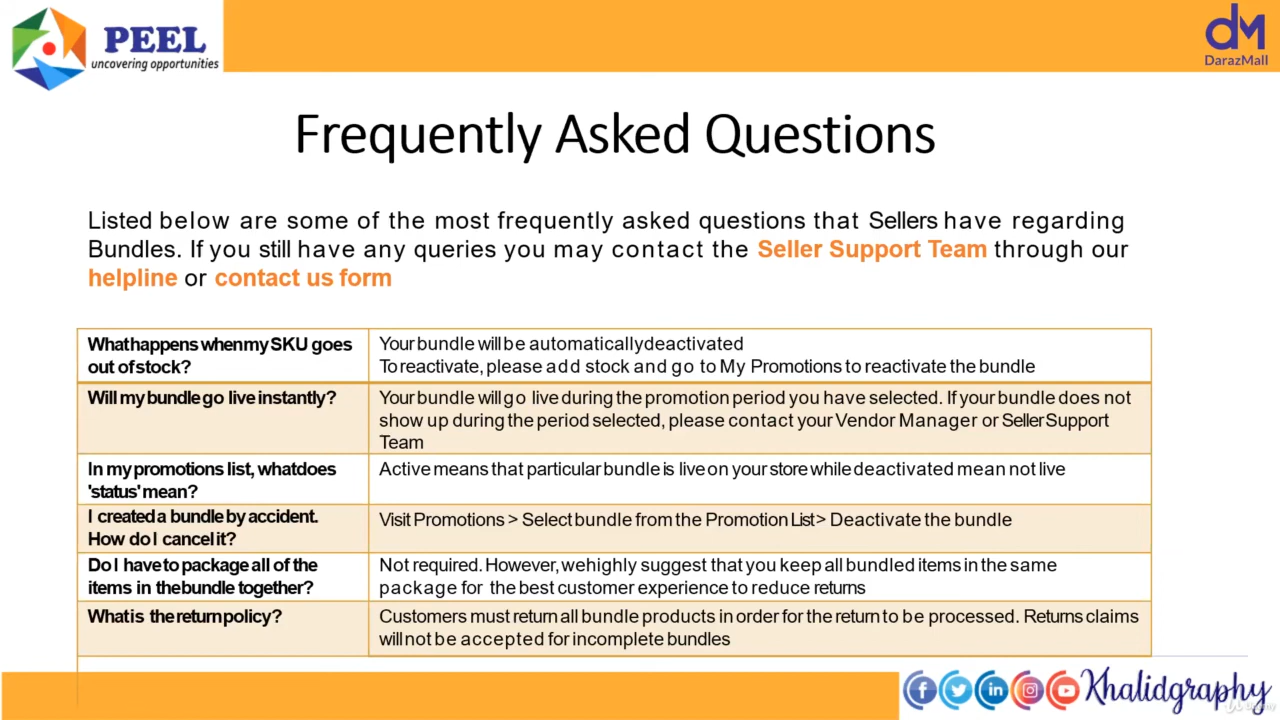 PEEL
uncovering opportunities
dM
DarazMall
Frequently Asked Questions
Listed below are some of the most frequently asked questions that Sellers have regarding
Bundles. If you still have any queries you may contact the Seller Support Team through our
helpline or contact us form
What happens when my SKU goes
out of stock?
Your bundle will be automatically deactivated
To reactivate, please add stock and go to My Promotions to reactivate the bundle
Will my bundle go live instantly?
Your bundle will go live during the promotion period you have selected. If your bundle does not
show up during the period selected, please contact your Vendor Manager or Seller Support
Team
In my promotions list, what does
'status' mean?
Active means that particular bundle is live on your store while deactivated mean not live
I created a bundle by accident.
How do I cancel it?
Visit Promotions > Select bundle from the Promotion List> Deactivate the bundle
Do I have to package all of the
items in the bundle together?
Not required. However, we highly suggest that you keep all bundled items in the same
package for the best customer experience to reduce returns
What is the return policy?
Customers must return all bundle products in order for the return to be processed. Returns claims
will not be accepted for incomplete bundles
Khalidgraphy
Udemy